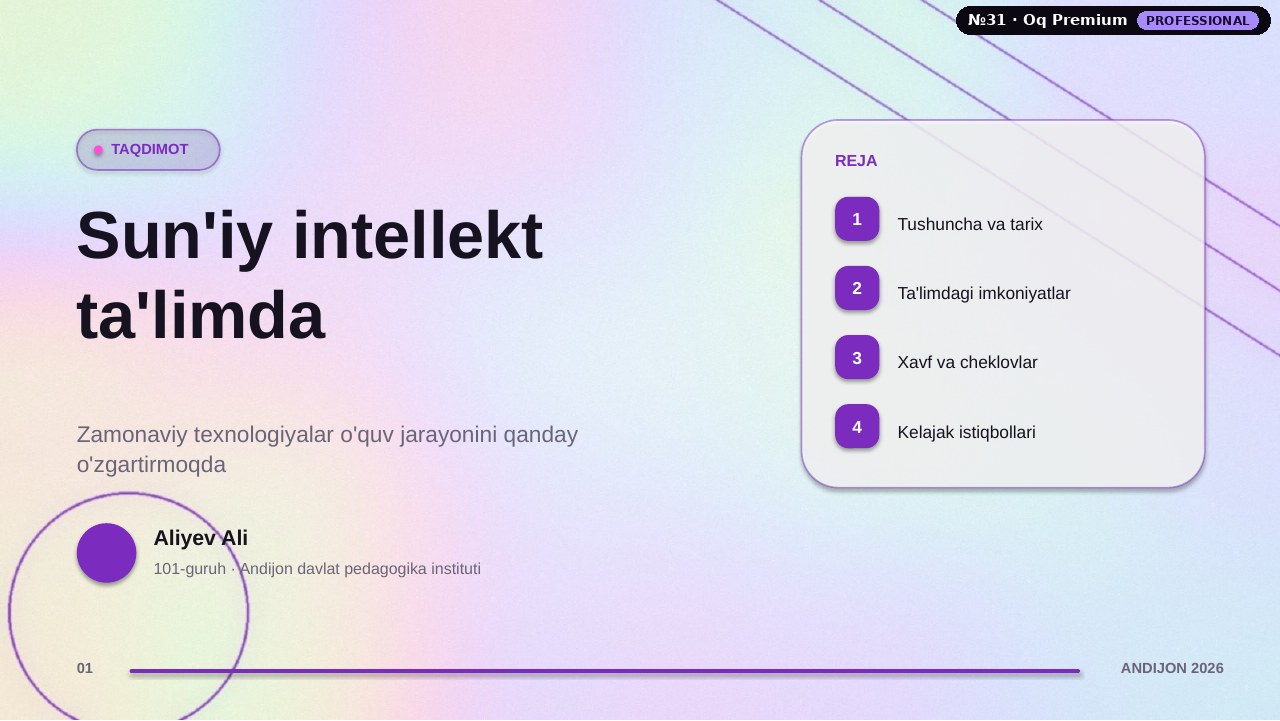 №31 · Oq Premium PROFESSIONAL
TAQDIMOT
Sun'iy intellekt
ta'limda
Zamonaviy texnologiyalar o'quv jarayonini qanday
o'zgartirmoqda
Aliyev Ali
101-guruh · Andijon davlat pedagogika instituti
REJA
1 Tushuncha va tarix
2 Ta'limdagi imkoniyatlar
3 Xavf va cheklovlar
4 Kelajak istiqbollari
01
ANDIJON 2026